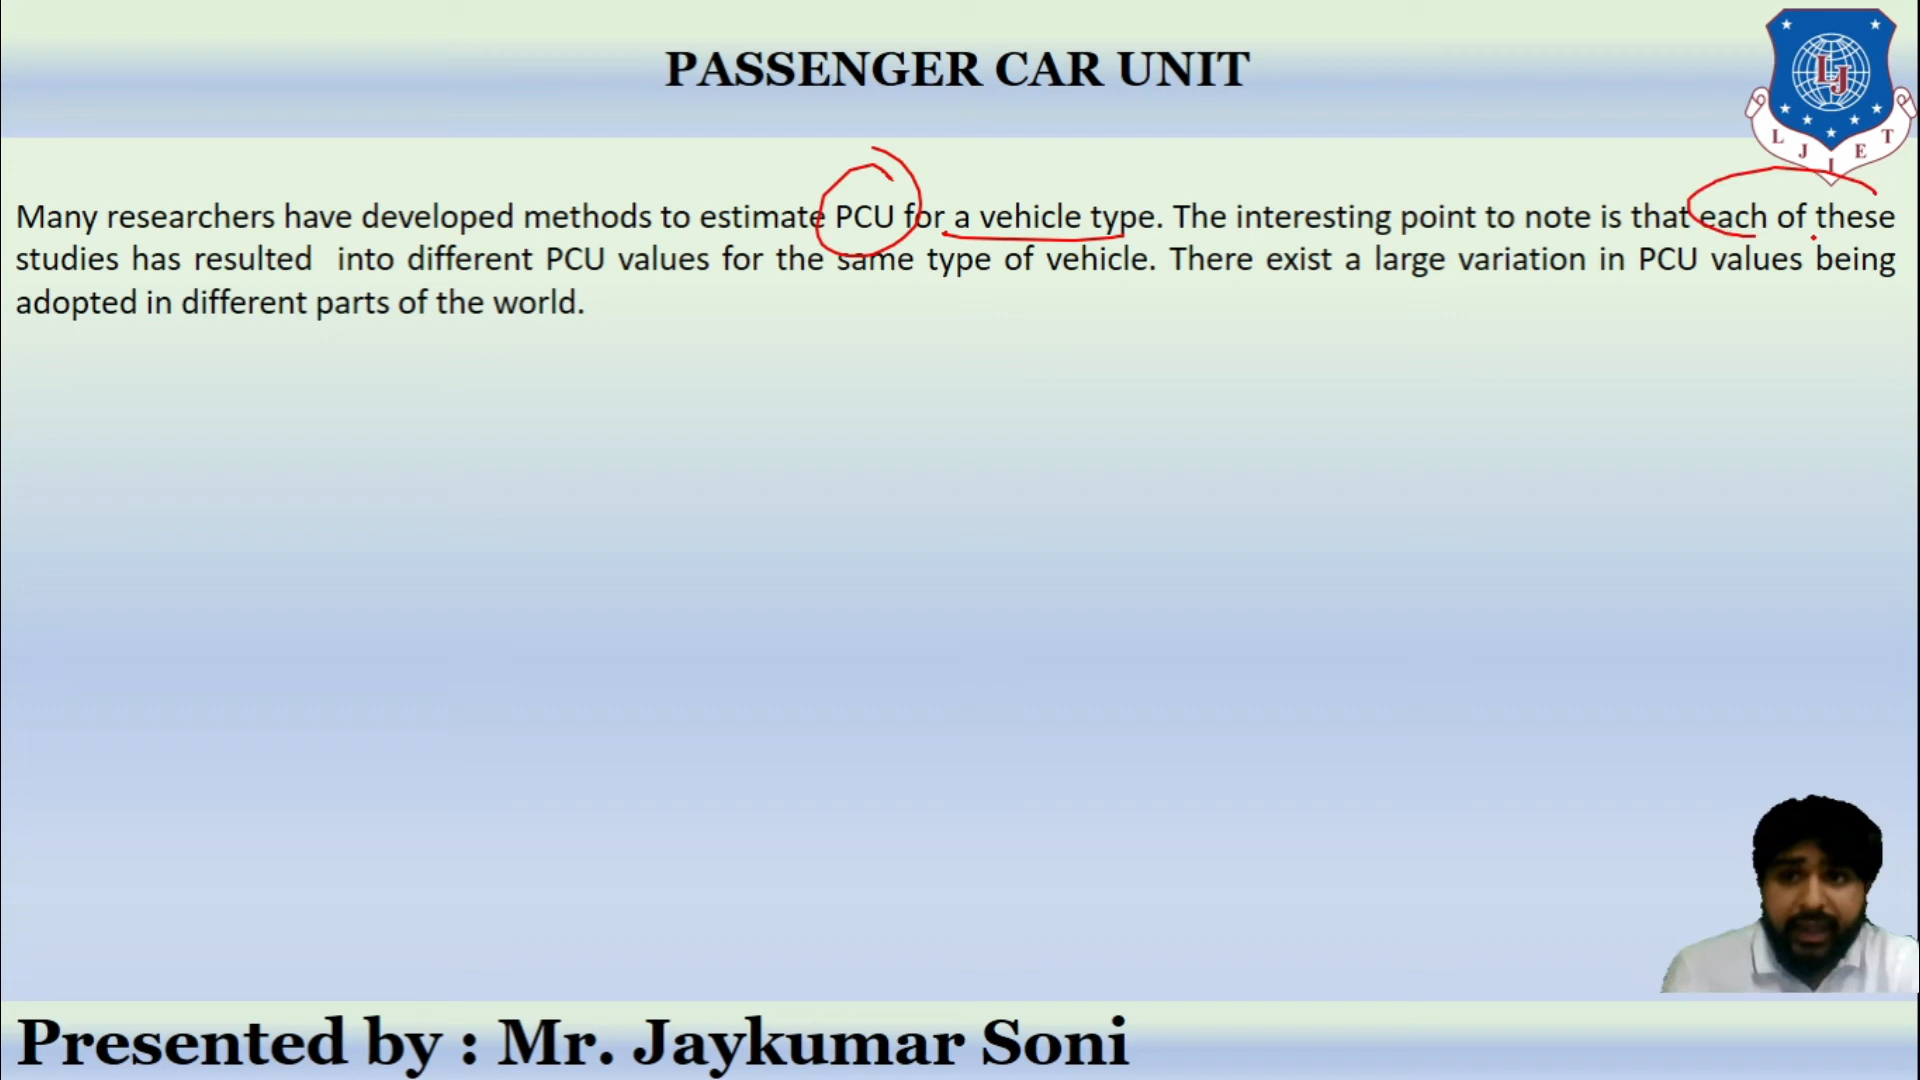 PASSENGER CAR UNIT
LJ
L J I E T
Many researchers have developed methods to estimate PCU for a vehicle type. The interesting point to note is that each of these
studies has resulted into different PCU values for the same type of vehicle. There exist a large variation in PCU values being
adopted in different parts of the world.
Presented by : Mr. Jaykumar Soni